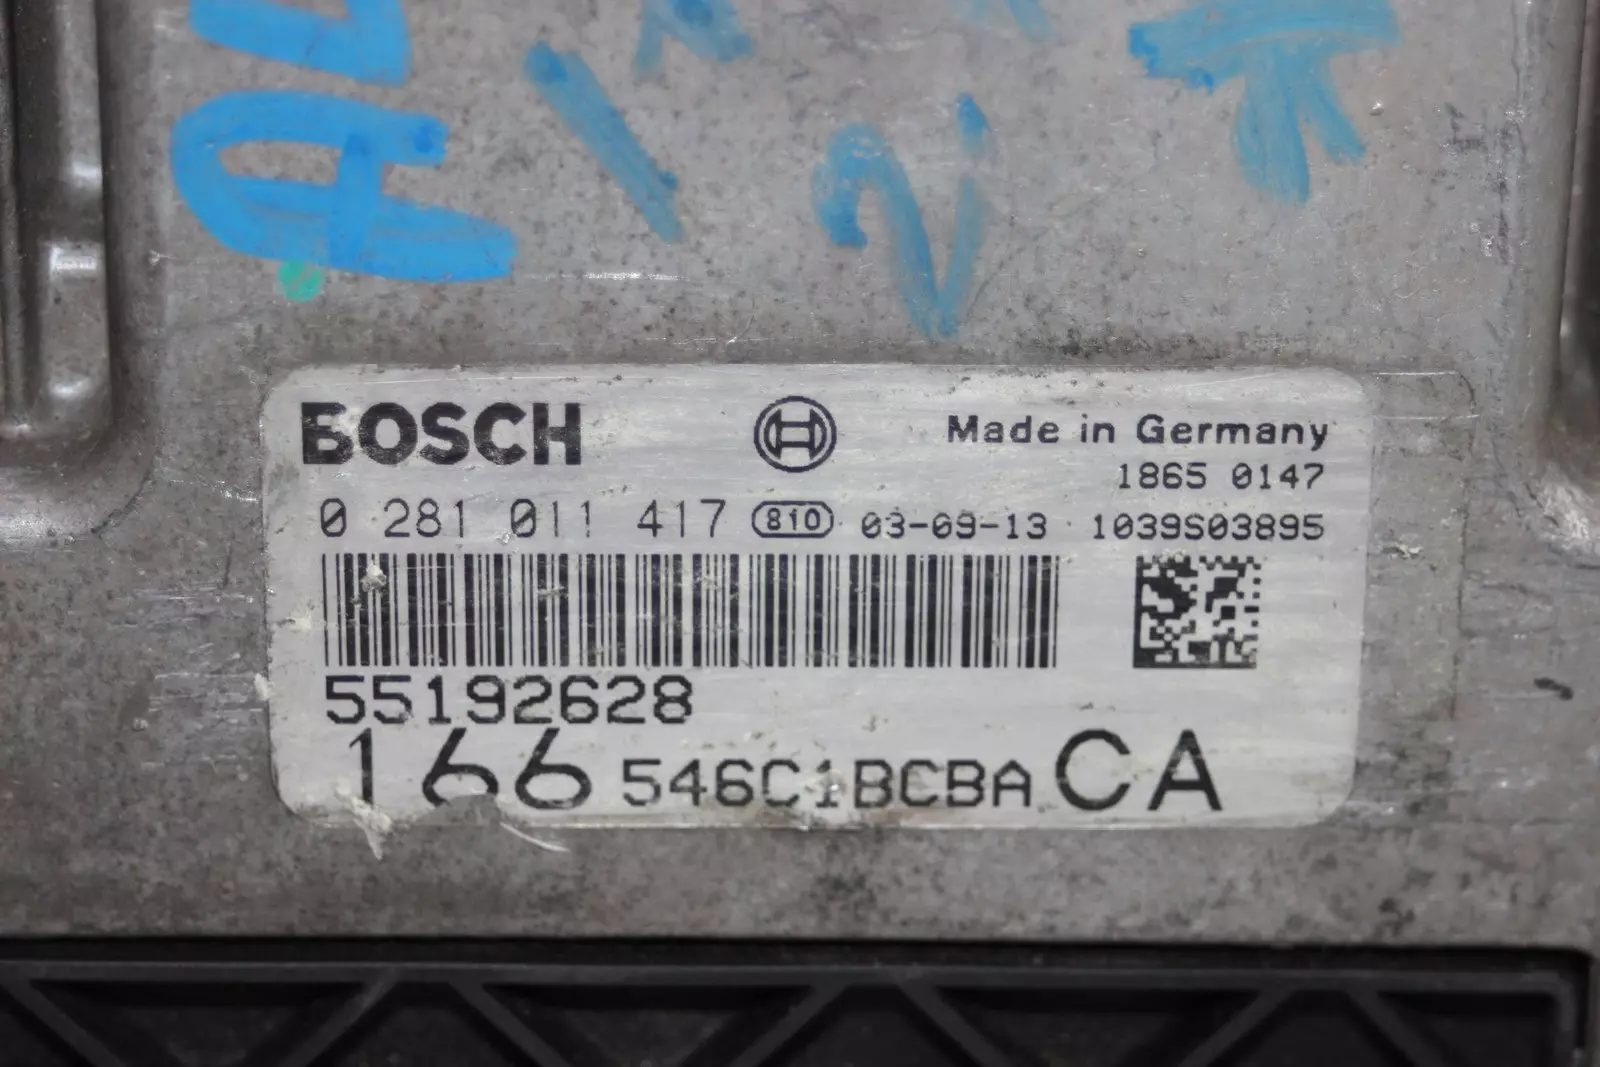 BOSCH
Made in Germany
1865 0147
0 281 011 417 810 03-09-13 1039S03895
55192628
166 546C1BCBA CA